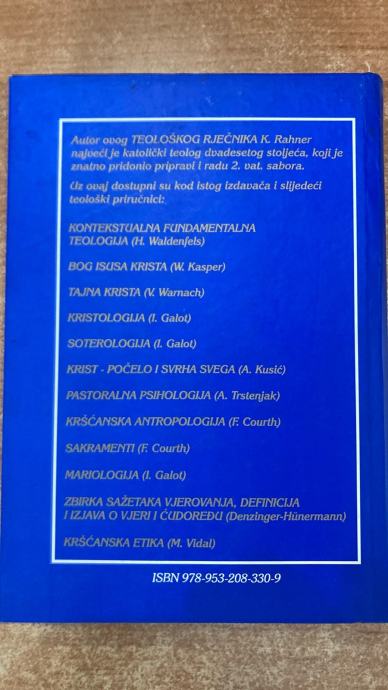 Autor ovog TEOLOŠKOG RJEČNIKA K. Rahner
najveći je katolički teolog dvadesetog stoljeća, koji je
znatno pridonio pripravi i radu 2. vat. sabora.
Uz ovaj dostupni su kod istog izdavača i slijedeći
teološki priručnici:
KONTEKSTUALNA FUNDAMENTALNA
TEOLOGIJA (H. Waldenfels)
BOG ISUSA KRISTA (W. Kasper)
TAJNA KRISTA (V. Warnach)
KRISTOLOGIJA (I. Galot)
SOTEROLOGIJA (I. Galot)
KRIST - POČELO I SVRHA SVEGA (A. Kusić)
PASTORALNA PSIHOLOGIJA (A. Trstenjak)
KRŠĆANSKA ANTROPOLOGIJA (F. Courth)
SAKRAMENTI (F. Courth)
MARIOLOGIJA (I. Galot)
ZBIRKA SAŽETAKA VJEROVANJA, DEFINICIJA
I IZJAVA O VJERI I ĆUDOREĐU (Denzinger-Hünermann)
KRŠĆANSKA ETIKA (M. Vidal)
ISBN 978-953-208-330-9